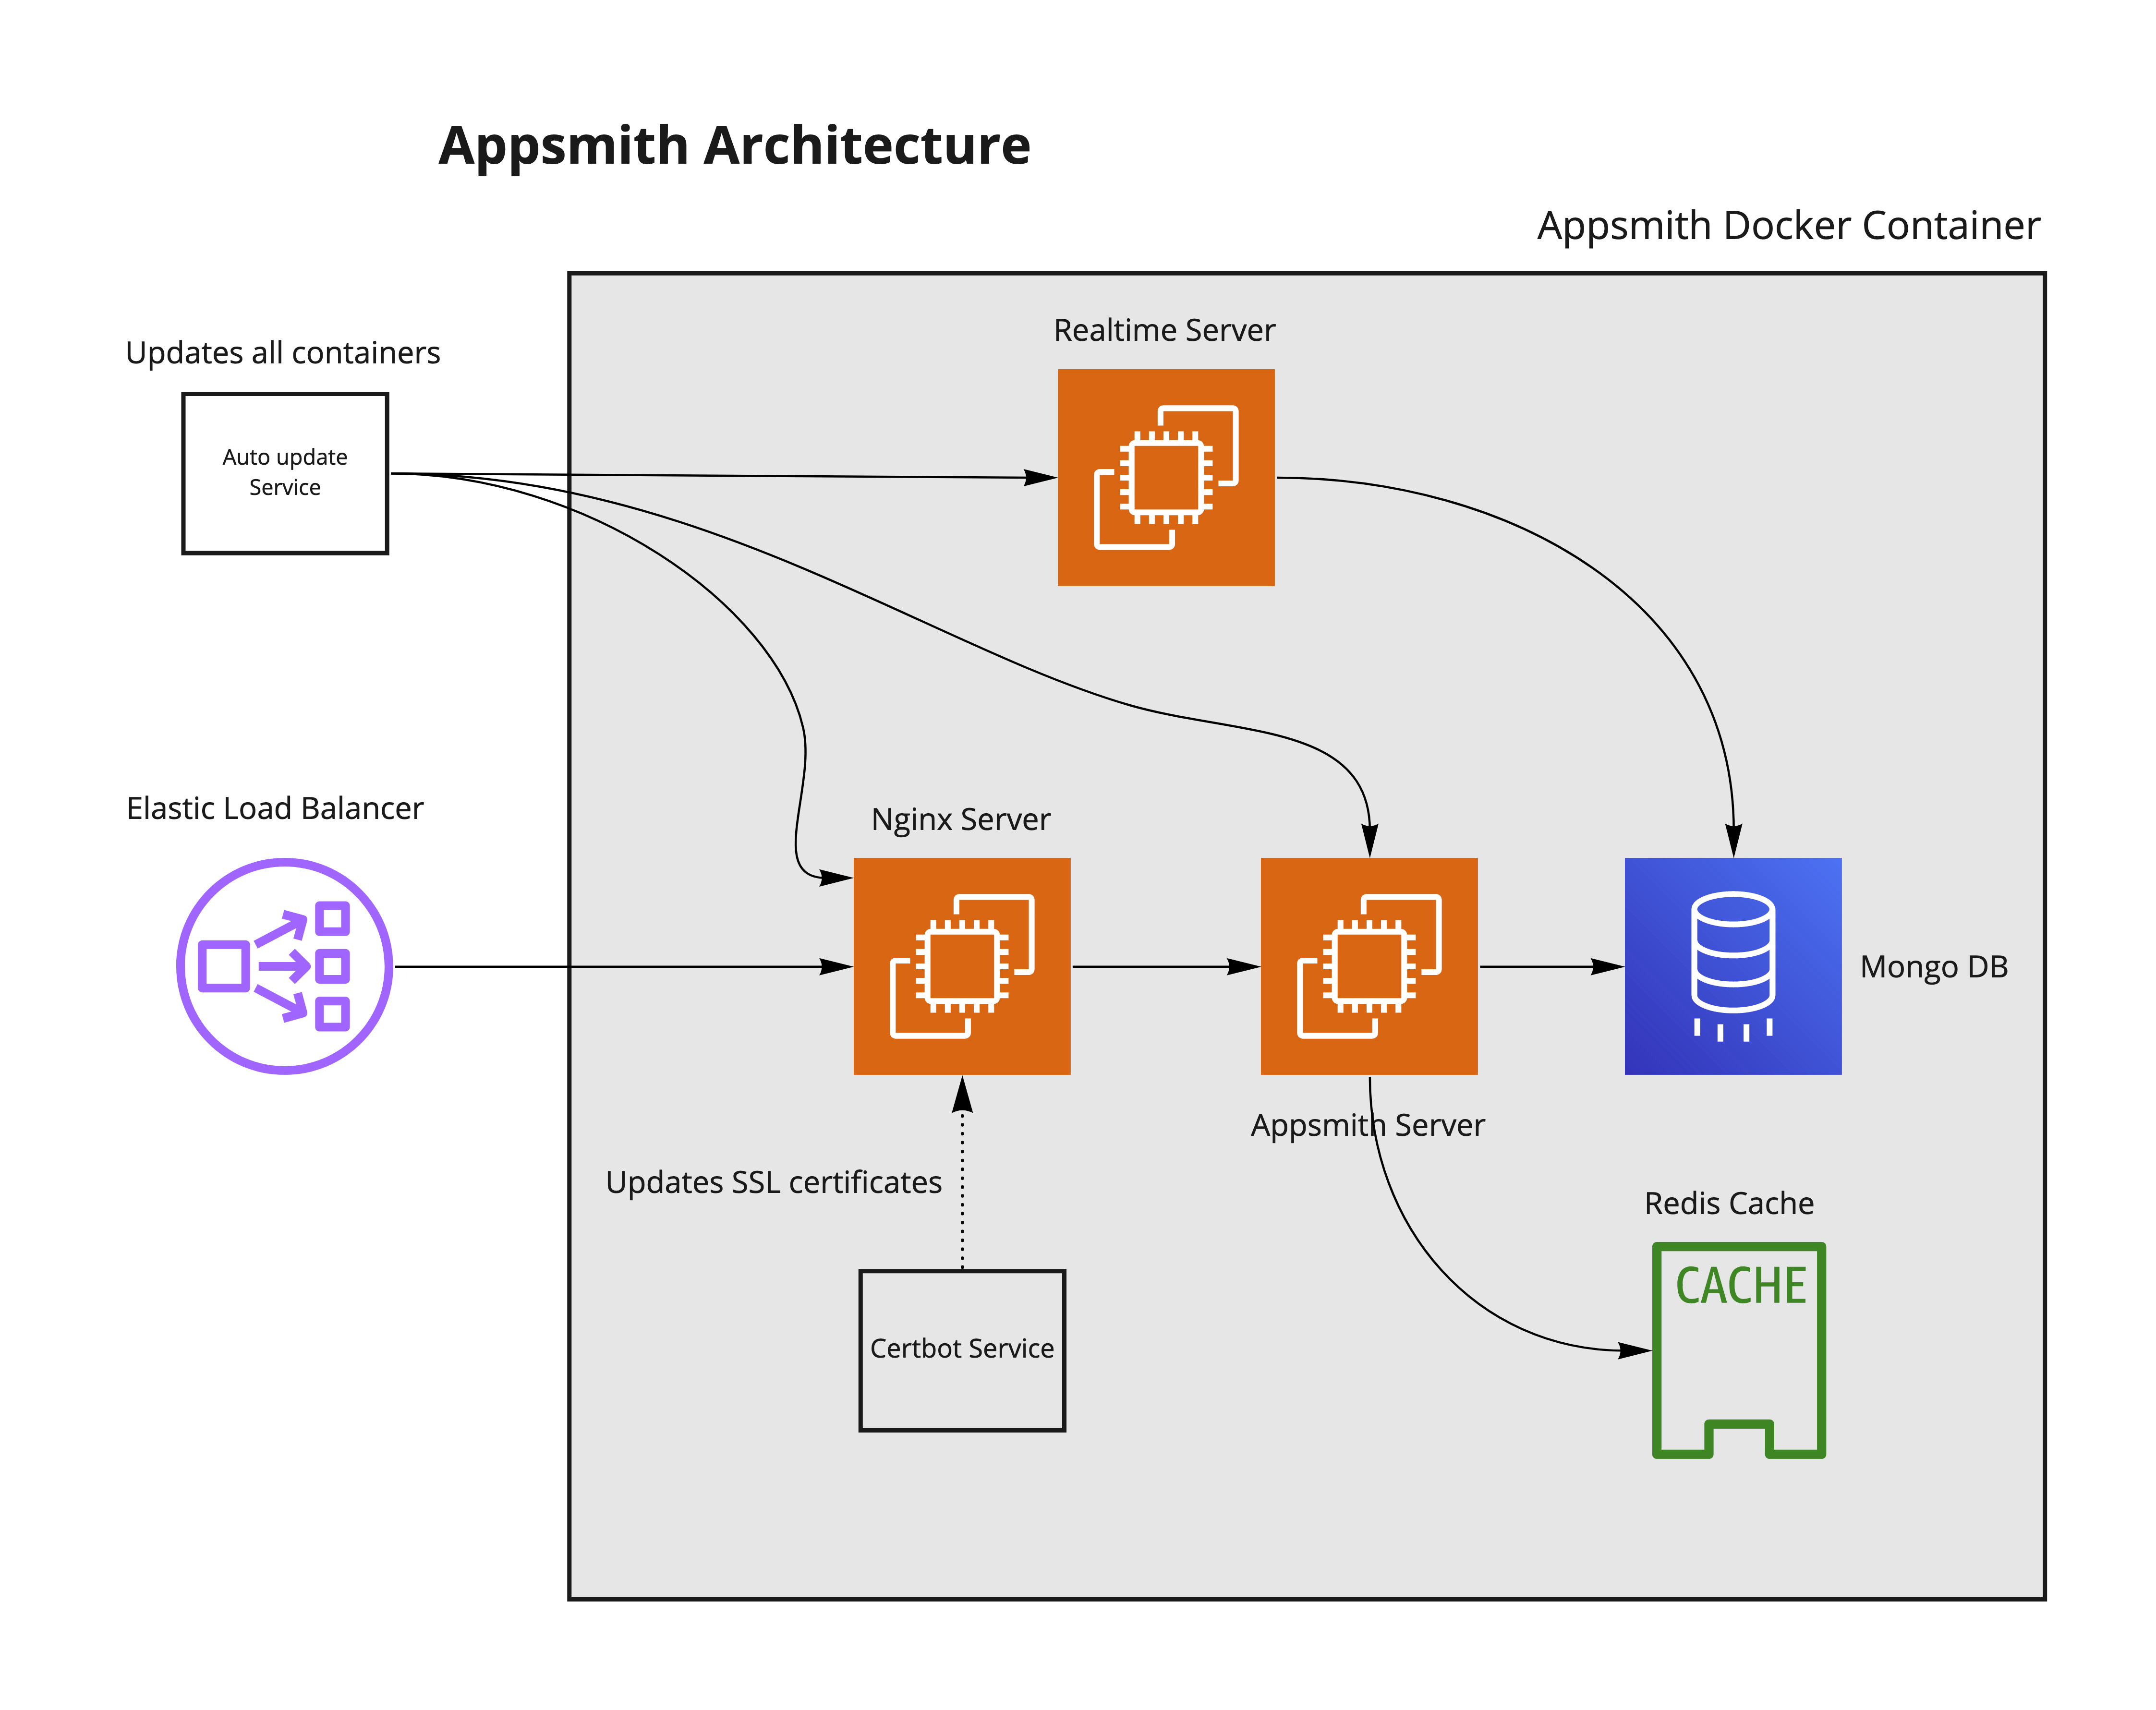 Appsmith Architecture
Appsmith Docker Container
Realtime Server
Updates all containers
Auto update
Service
Elastic Load Balancer
Nginx Server
Mongo DB
Appsmith Server
Updates SSL certificates
Redis Cache
CACHE
Certbot Service